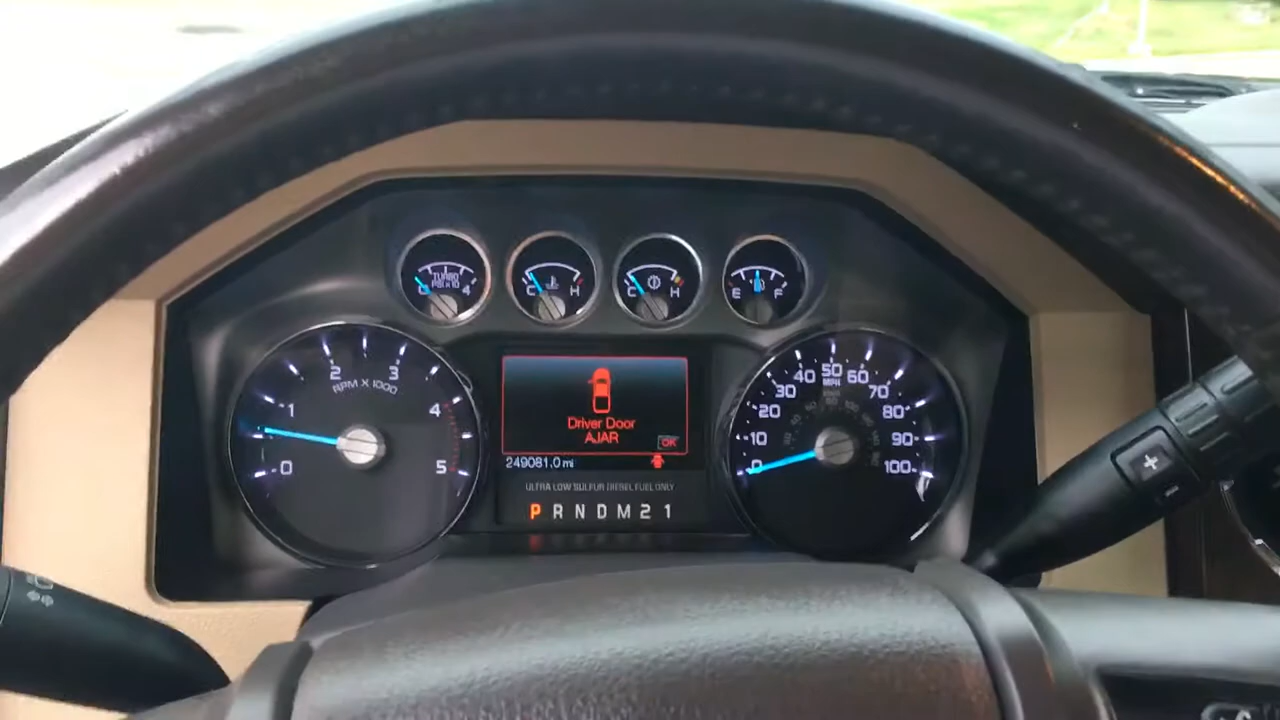 TURBO
PSI X 10
0 4
C H
C H
E F
0 1 2 3 4 5
RPM X 1000
Driver Door
AJAR
OK
249081.0 mi
ULTRA LOW SULFUR DIESEL FUEL ONLY
P R N D M 2 1
0 10 20 30 40 50 60 70 80 90 100
MPH
+
-